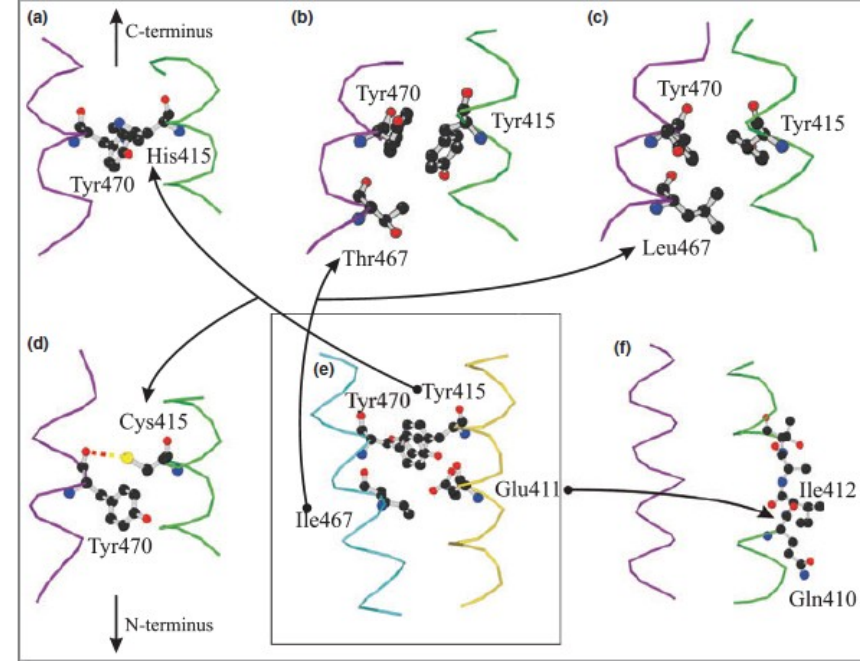 (a)
C-terminus
His415
Tyr470
(b)
Tyr470
Tyr415
Thr467
(c)
Tyr470
Tyr415
Leu467
(d)
Cys415
Tyr470
N-terminus
(e)
Tyr415
Tyr470
Glu411
Ile467
(f)
Ile412
Gln410